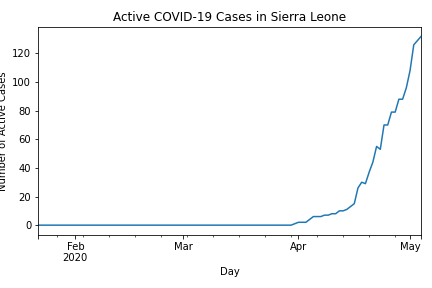 Active COVID-19 Cases in Sierra Leone
Number of Active Cases
120
100
80
60
40
20
0
Feb
2020
Mar
Apr
May
Day